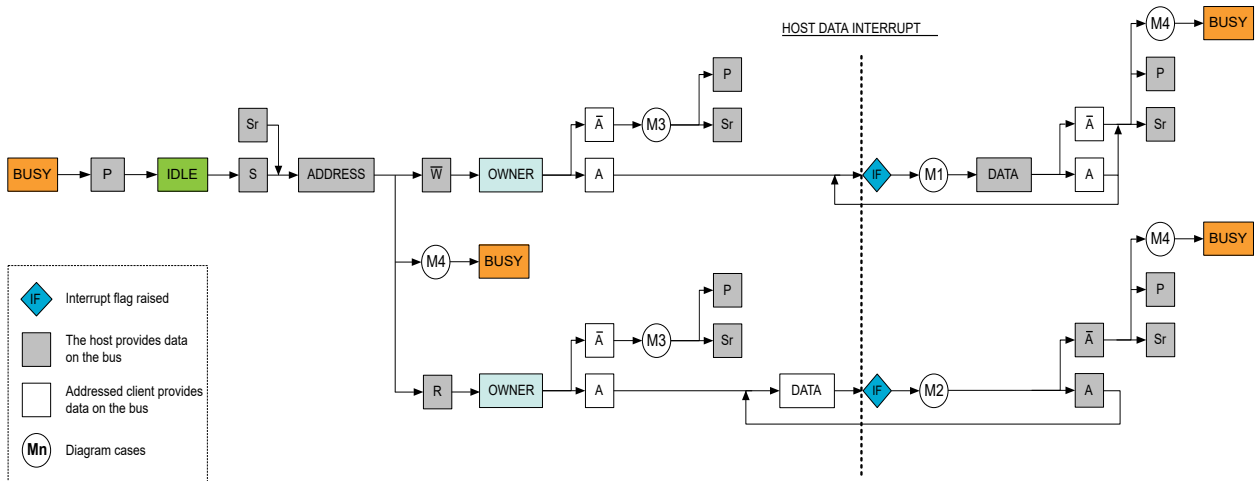 HOST DATA INTERRUPT
M4
BUSY
P
P
Sr
A̅
M3
Sr
A̅
Sr
BUSY
P
IDLE
S
ADDRESS
W̅
OWNER
A
IF
M1
DATA
A
M4
BUSY
M4
BUSY
P
P
A̅
M3
Sr
A̅
Sr
R
OWNER
A
DATA
IF
M2
A
IF
Interrupt flag raised
The host provides data
on the bus
Addressed client provides
data on the bus
Mn
Diagram cases